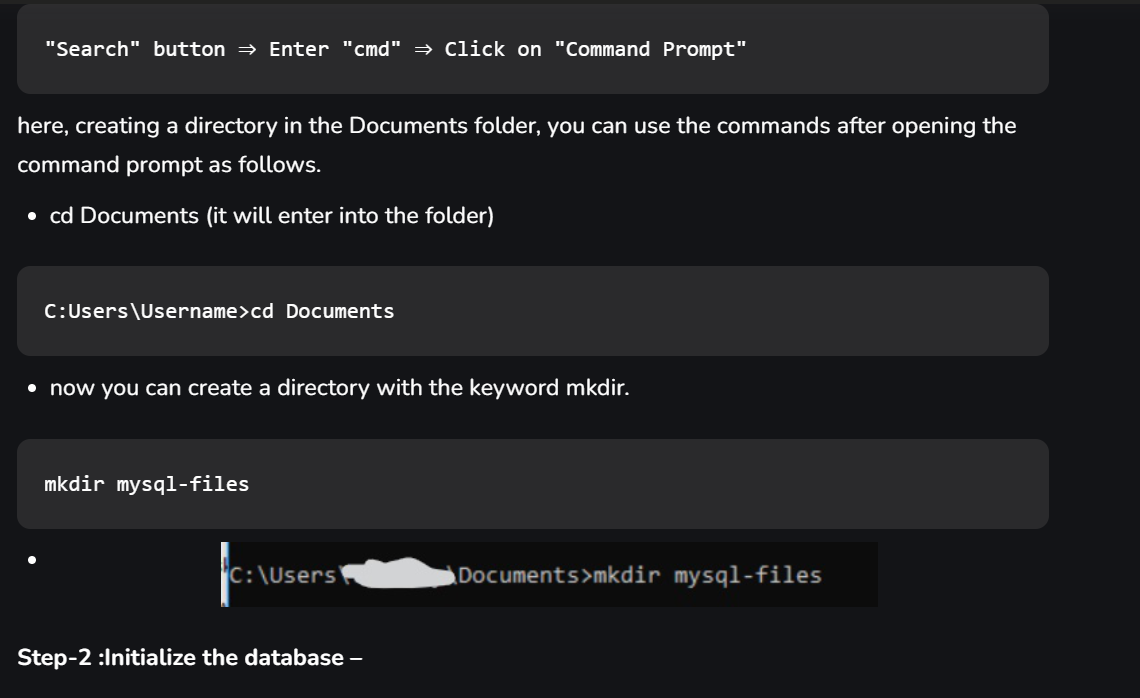 "Search" button ⇒ Enter "cmd" ⇒ Click on "Command Prompt"
here, creating a directory in the Documents folder, you can use the commands after opening the
command prompt as follows.
• cd Documents (it will enter into the folder)
C:Users\Username>cd Documents
• now you can create a directory with the keyword mkdir.
mkdir mysql-files
• C:\Users\ \Documents>mkdir mysql-files
Step-2 :Initialize the database –